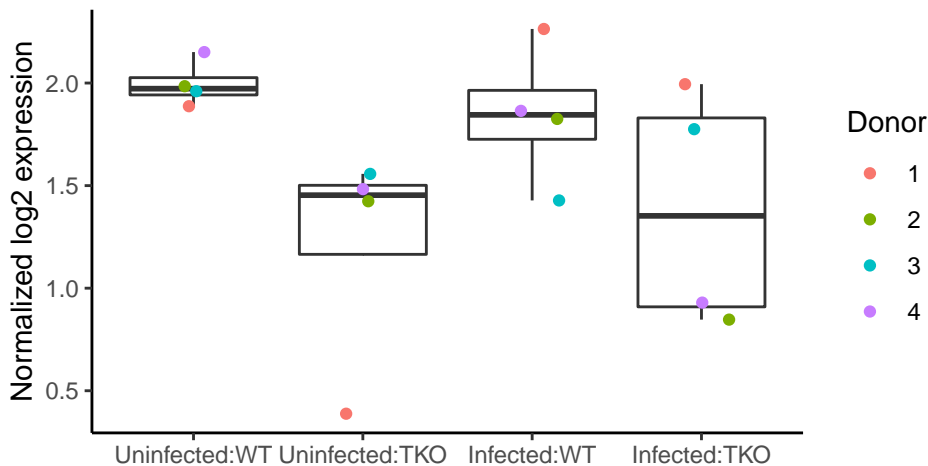 Normalized log2 expression
2.0
1.5
1.0
0.5
Uninfected:WT
Uninfected:TKO
Infected:WT
Infected:TKO
Donor
1
2
3
4